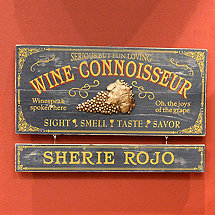 SERIOUS BUT FUN LOVING
WINE CONNOISSEUR
Winespeak spoken here
Oh, the joys of the grape
SIGHT SMELL TASTE SAVOR
SHERIE ROJO